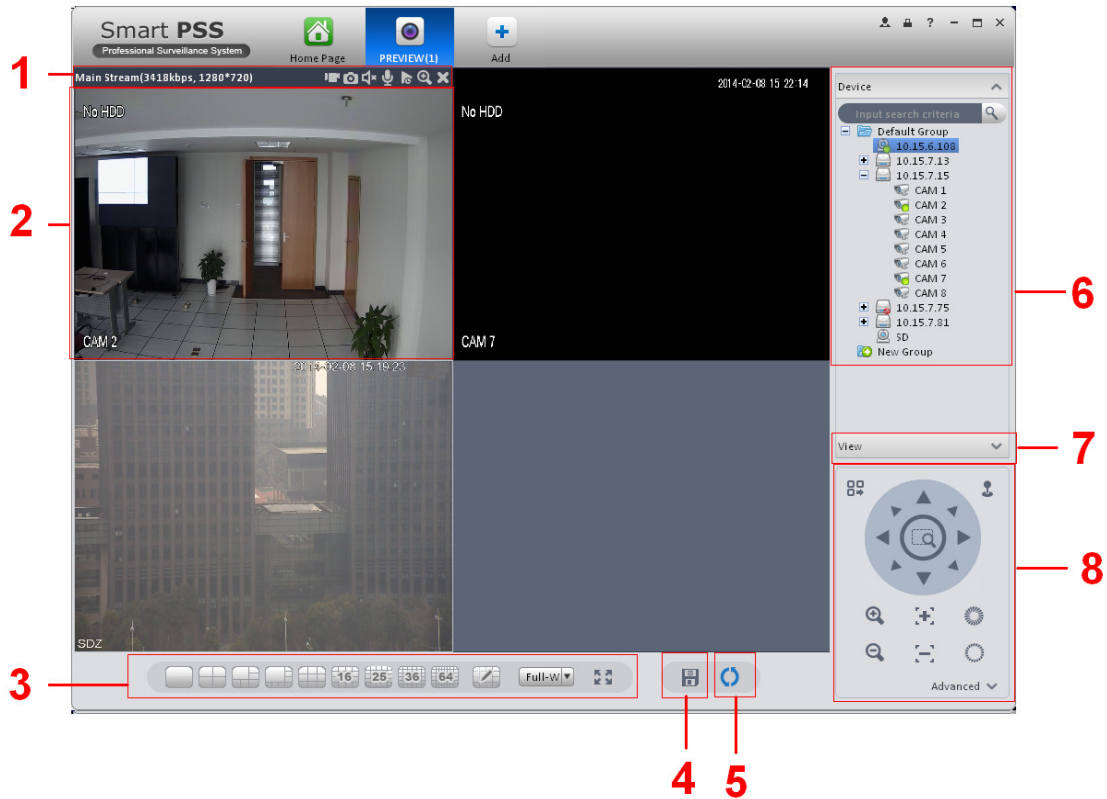 Smart PSS
Professional Surveillance System
Home Page
PREVIEW(1)
Add
?
1
Main Stream(3418kbps, 1280*720)
2014-02-08 15:22:14
No HDD
No HDD
Device
Input search criteria
Default Group
10.15.6.108
10.15.7.13
10.15.7.15
CAM 1
CAM 2
CAM 3
CAM 4
CAM 5
CAM 6
CAM 7
CAM 8
10.15.7.75
10.15.7.81
SD
New Group
2
6
CAM 2
CAM 7
2014-02-08 15:19:23
View
7
8
SDZ
3
16
25
36
64
Full-W
Advanced
4
5